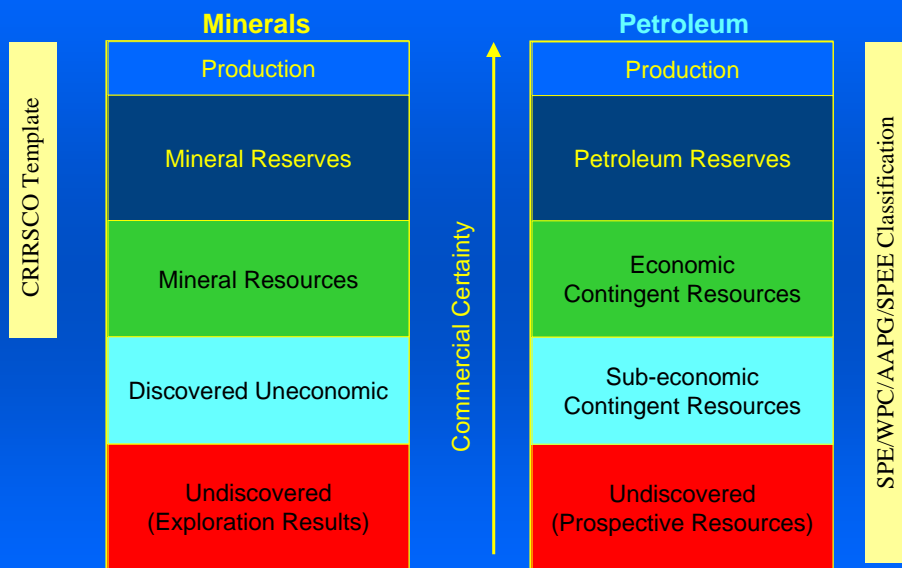 Minerals
Petroleum
CRIRSCO Template
Production
Mineral Reserves
Mineral Resources
Discovered Uneconomic
Undiscovered
(Exploration Results)
Commercial Certainty
Production
Petroleum Reserves
Economic
Contingent Resources
Sub-economic
Contingent Resources
Undiscovered
(Prospective Resources)
SPE/WPC/AAPG/SPEE Classification